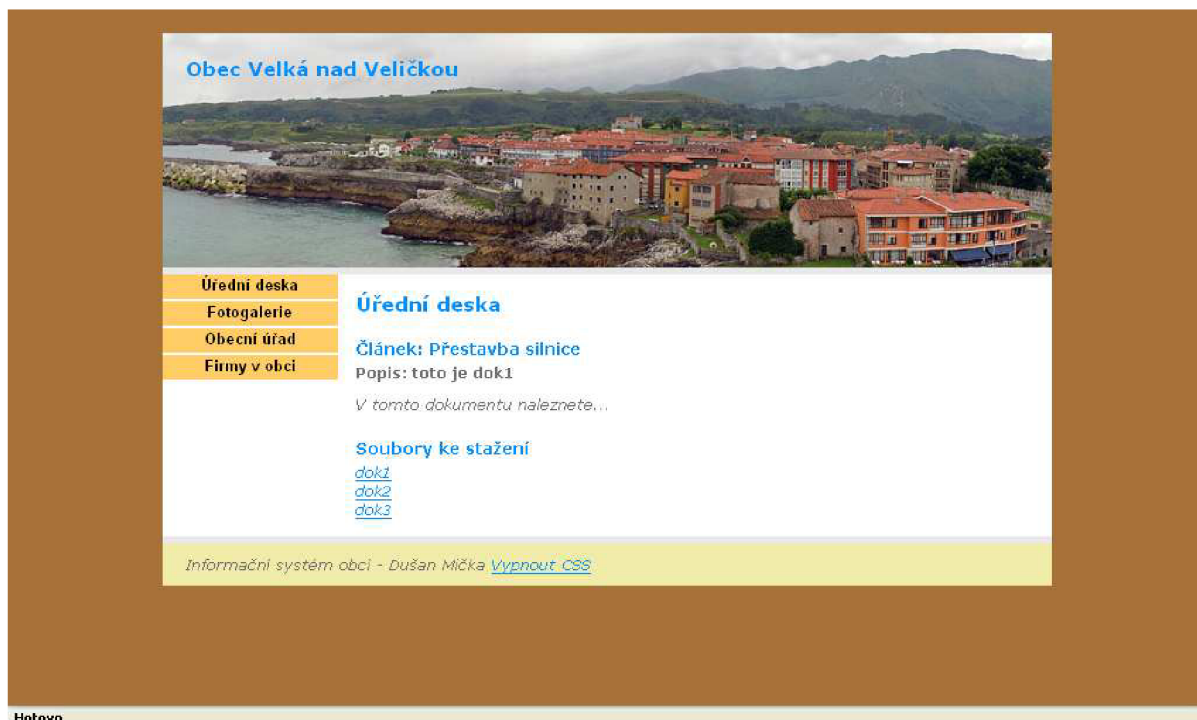 Obec Velká nad Veličkou
Úřední deska
Fotogalerie
Obecní úřad
Firmy v obci
Úřední deska
Článek: Přestavba silnice
Popis: toto je dok1
V tomto dokumentu naleznete...
Soubory ke stažení
dok1
dok2
dok3
Informační systém obcí - Dušan Mička Vypnout CSS
Hotovo